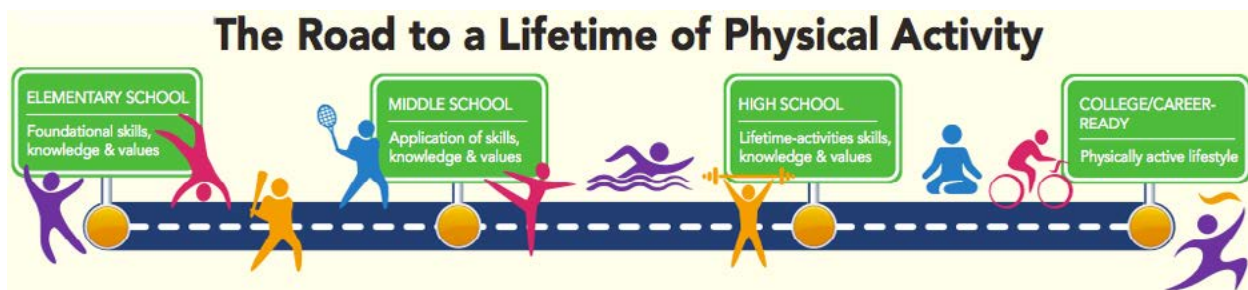 The Road to a Lifetime of Physical Activity
ELEMENTARY SCHOOL
Foundational skills,
knowledge & values
MIDDLE SCHOOL
Application of skills,
knowledge & values
HIGH SCHOOL
Lifetime-activities skills,
knowledge & values
COLLEGE/CAREER-
READY
Physically active lifestyle